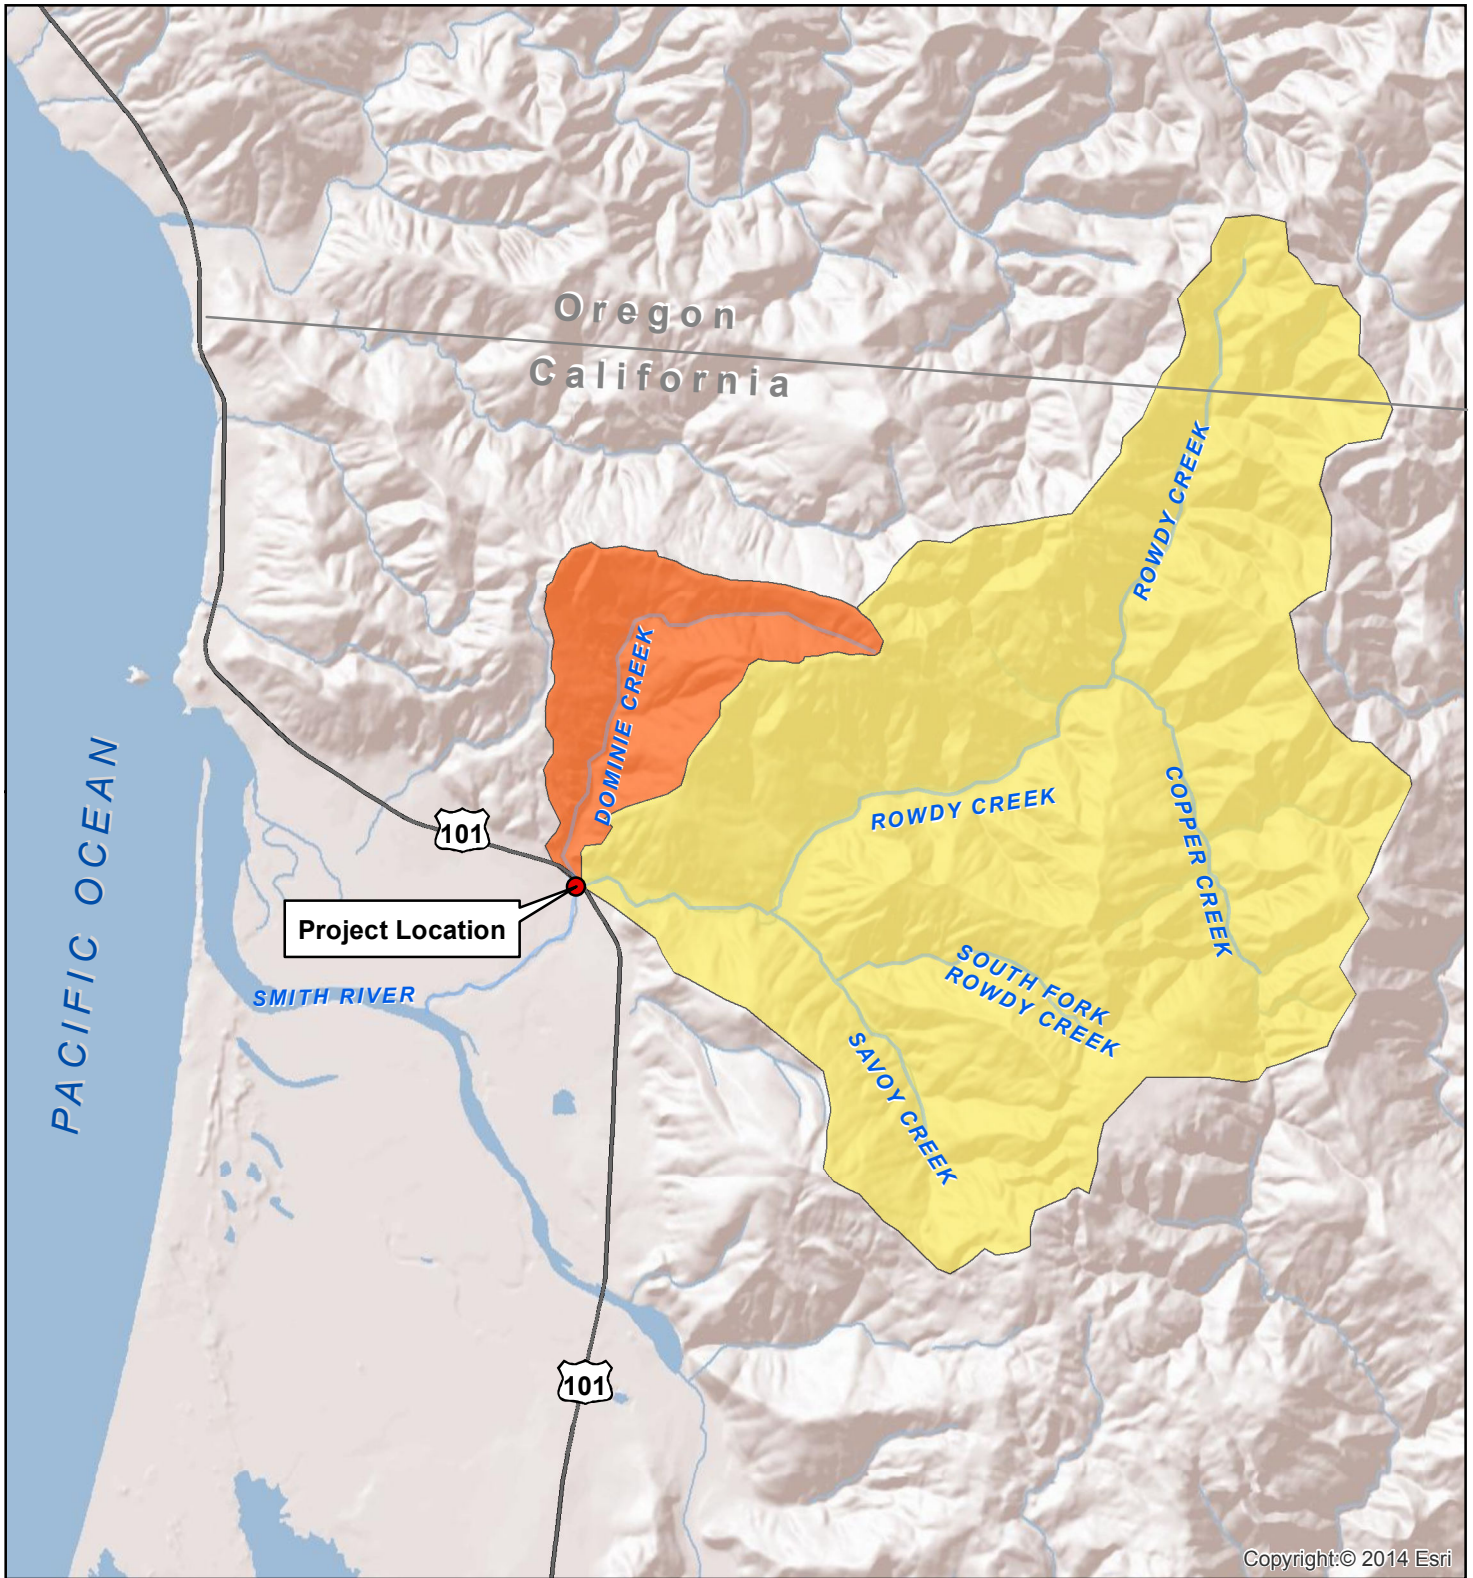 Oregon
California
ROWDY CREEK
DOMINIE CREEK
PACIFIC OCEAN
ROWDY CREEK
COPPER CREEK
101
Project Location
SOUTH FORK
ROWDY CREEK
SMITH RIVER
SAVOY CREEK
101
Copyright:© 2014 Esri